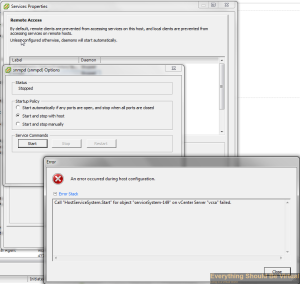 Services Properties
Remote Access
By default, remote clients are prevented from accessing services on this host, and local clients are prevented from
accessing services on remote hosts.
Unless configured otherwise, daemons will start automatically.
Label
Daemon
snmpd (snmpd) Options
Status
Stopped
Startup Policy
Start automatically if any ports are open, and stop when all ports are closed
Start and stop with host
Start and stop manually
Service Commands
Start
Stop
Restart
Error
An error occurred during host configuration.
Error Stack
Call "HostServiceSystem.Start" for object "serviceSystem-148" on vCenter Server "vcsa" failed.
Close
Everything Should Be Virtual